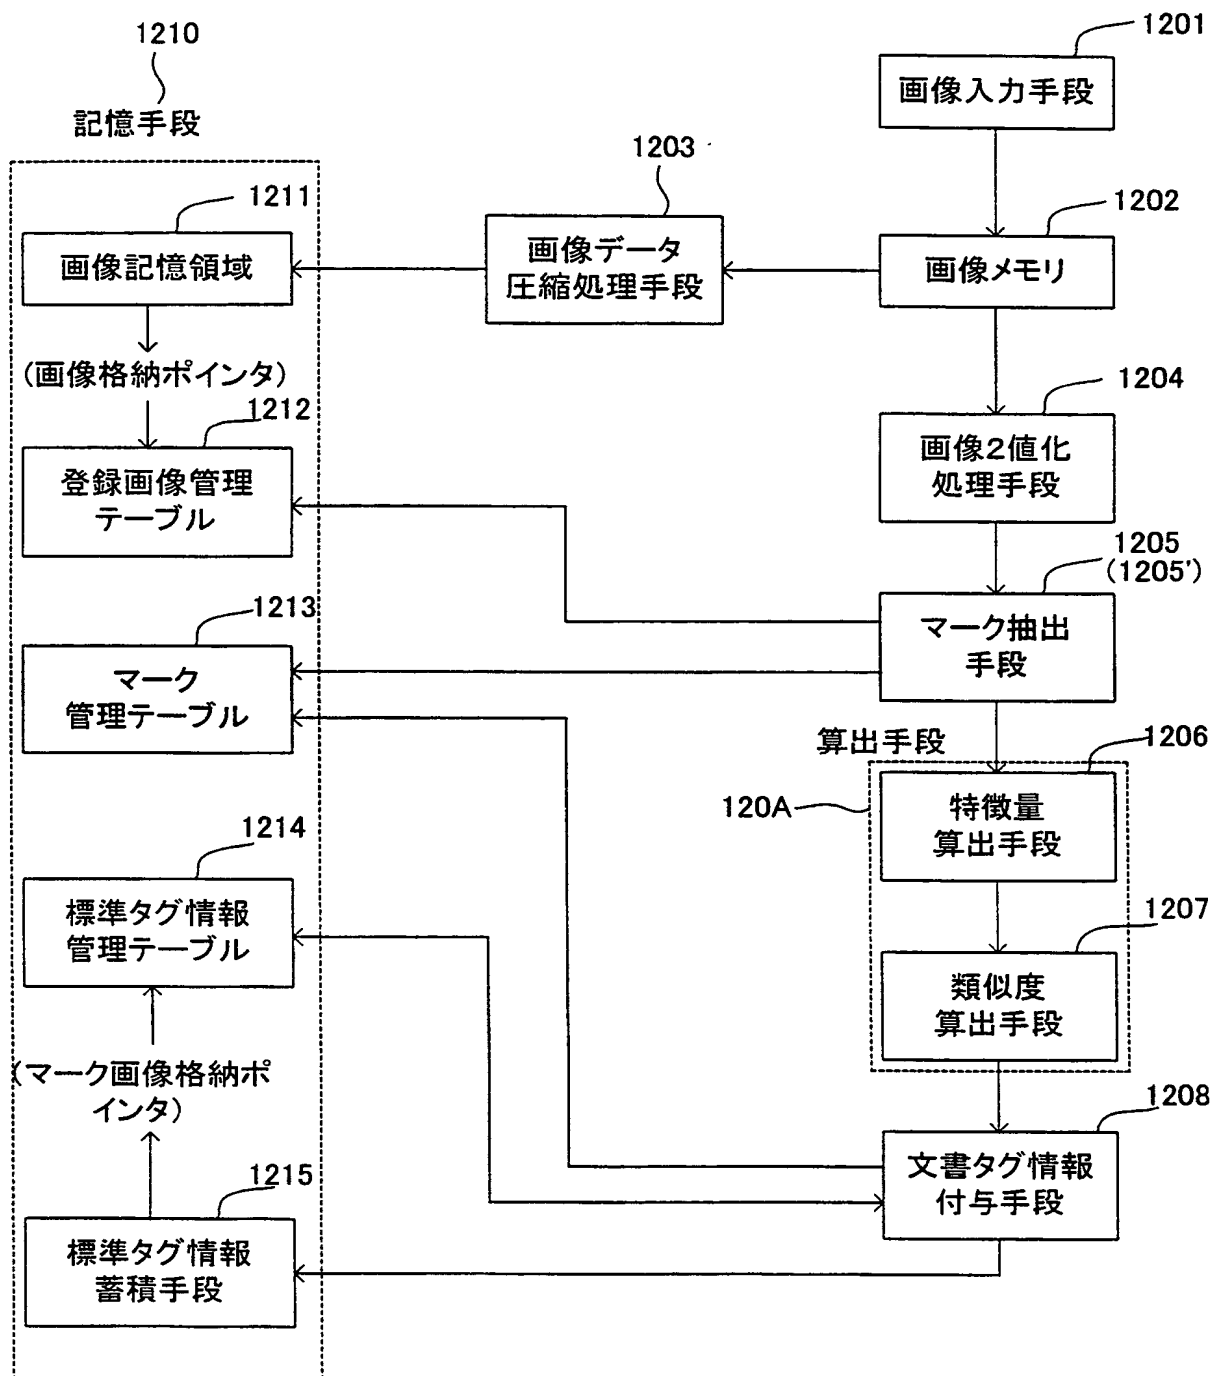 1210
記憶手段
1201
画像入力手段
1203
1202
1211
画像記憶領域
画像データ
圧縮処理手段
画像メモリ
(画像格納ポインタ)
1212
登録画像管理
テーブル
1204
画像2値化
処理手段
1205
(1205')
マーク抽出
手段
1213
マーク
管理テーブル
算出手段
1206
120A
特徴量
算出手段
1214
標準タグ情報
管理テーブル
1207
類似度
算出手段
(マーク画像格納ポ
インタ)
1208
文書タグ情報
付与手段
1215
標準タグ情報
蓄積手段